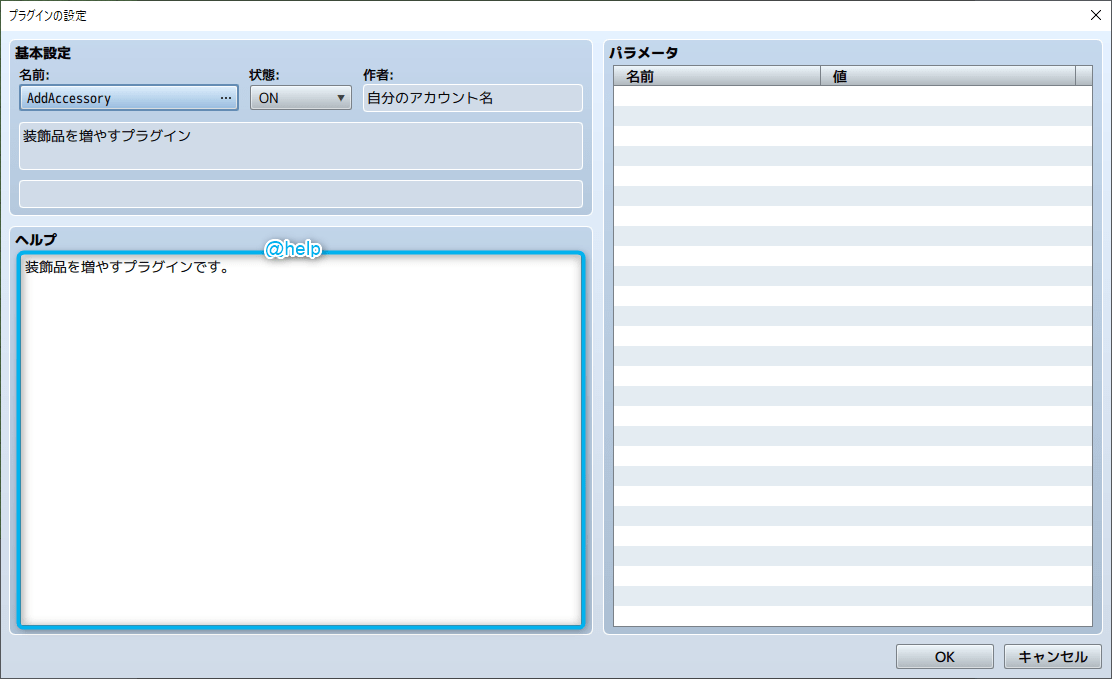 プラグインの設定
基本設定
名前:
状態:
作者:
AddAccessory ...
ON
自分のアカウント名
装飾品を増やすプラグイン
ヘルプ
@help
装飾品を増やすプラグインです。
パラメータ
名前
値
OK
キャンセル